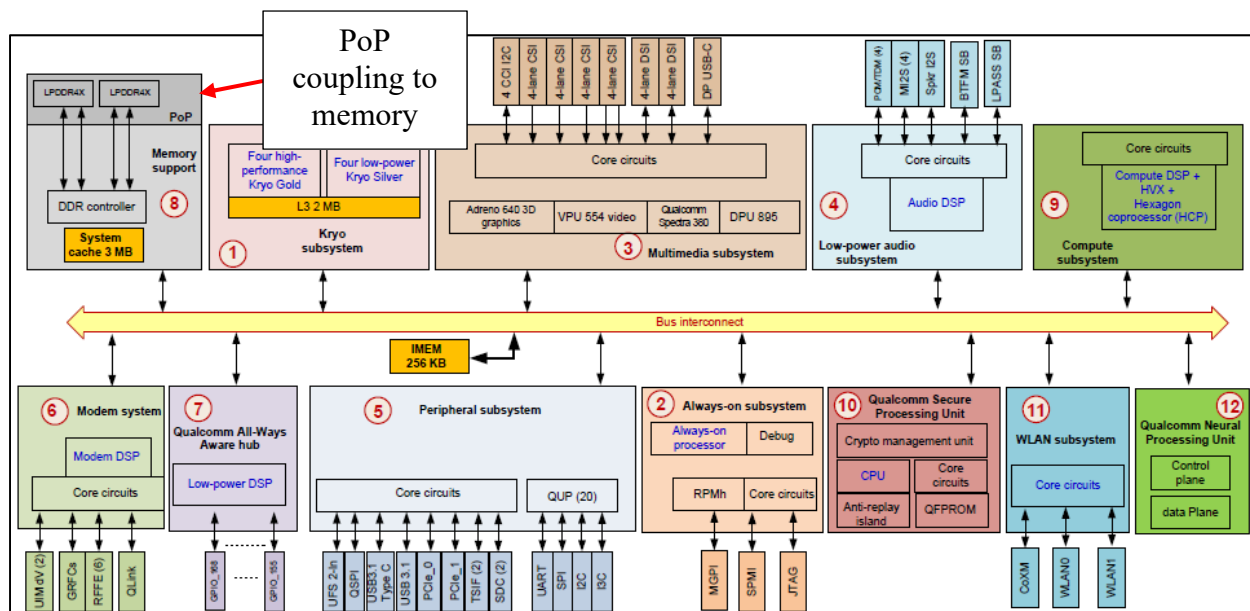 PoP
coupling to
memory
LPDDR4X
LPDDR4X
PoP
Memory
support
DDR controller
8
System
cache 3 MB
Four high-
performance
Kryo Gold
Four low-power
Kryo Silver
L3 2 MB
1
Kryo
subsystem
4 CCI I2C
4-lane CSI
4-lane CSI
4-lane CSI
4-lane CSI
4-lane DSI
4-lane DSI
DP USB-C
Core circuits
Adreno 640 3D
graphics
VPU 554 video
Qualcomm
Spectra 380
DPU 895
3
Multimedia subsystem
PCM/TDM (4)
MI2S (4)
Spkr I2S
BTFM SB
LPASS SB
Core circuits
Audio DSP
4
Low-power audio
subsystem
Core circuits
Compute DSP +
HVX +
Hexagon
coprocessor (HCP)
9
Compute
subsystem
Bus interconnect
IMEM
256 KB
6
Modem system
Modem DSP
Core circuits
UIMdV (2)
GRFCs
RFFE (6)
QLink
7
Qualcomm All-Ways
Aware hub
Low-power DSP
GPIO_168
GPIO_155
5
Peripheral subsystem
Core circuits
QUP (20)
UFS 2-ln
QSPI
USB3.1
Type C
USB 3.1
PCIe_0
PCIe_1
TSIF (2)
SDC (2)
UART
SPI
I2C
I3C
2
Always-on subsystem
Always-on
processor
Debug
RPMh
Core circuits
MGPI
SPMI
JTAG
10
Qualcomm Secure
Processing Unit
Crypto management unit
CPU
Core
circuits
Anti-replay
island
QFPROM
11
WLAN subsystem
Core circuits
CoXM
WLAN0
WLAN1
12
Qualcomm Neural
Processing Unit
Control
plane
data Plane